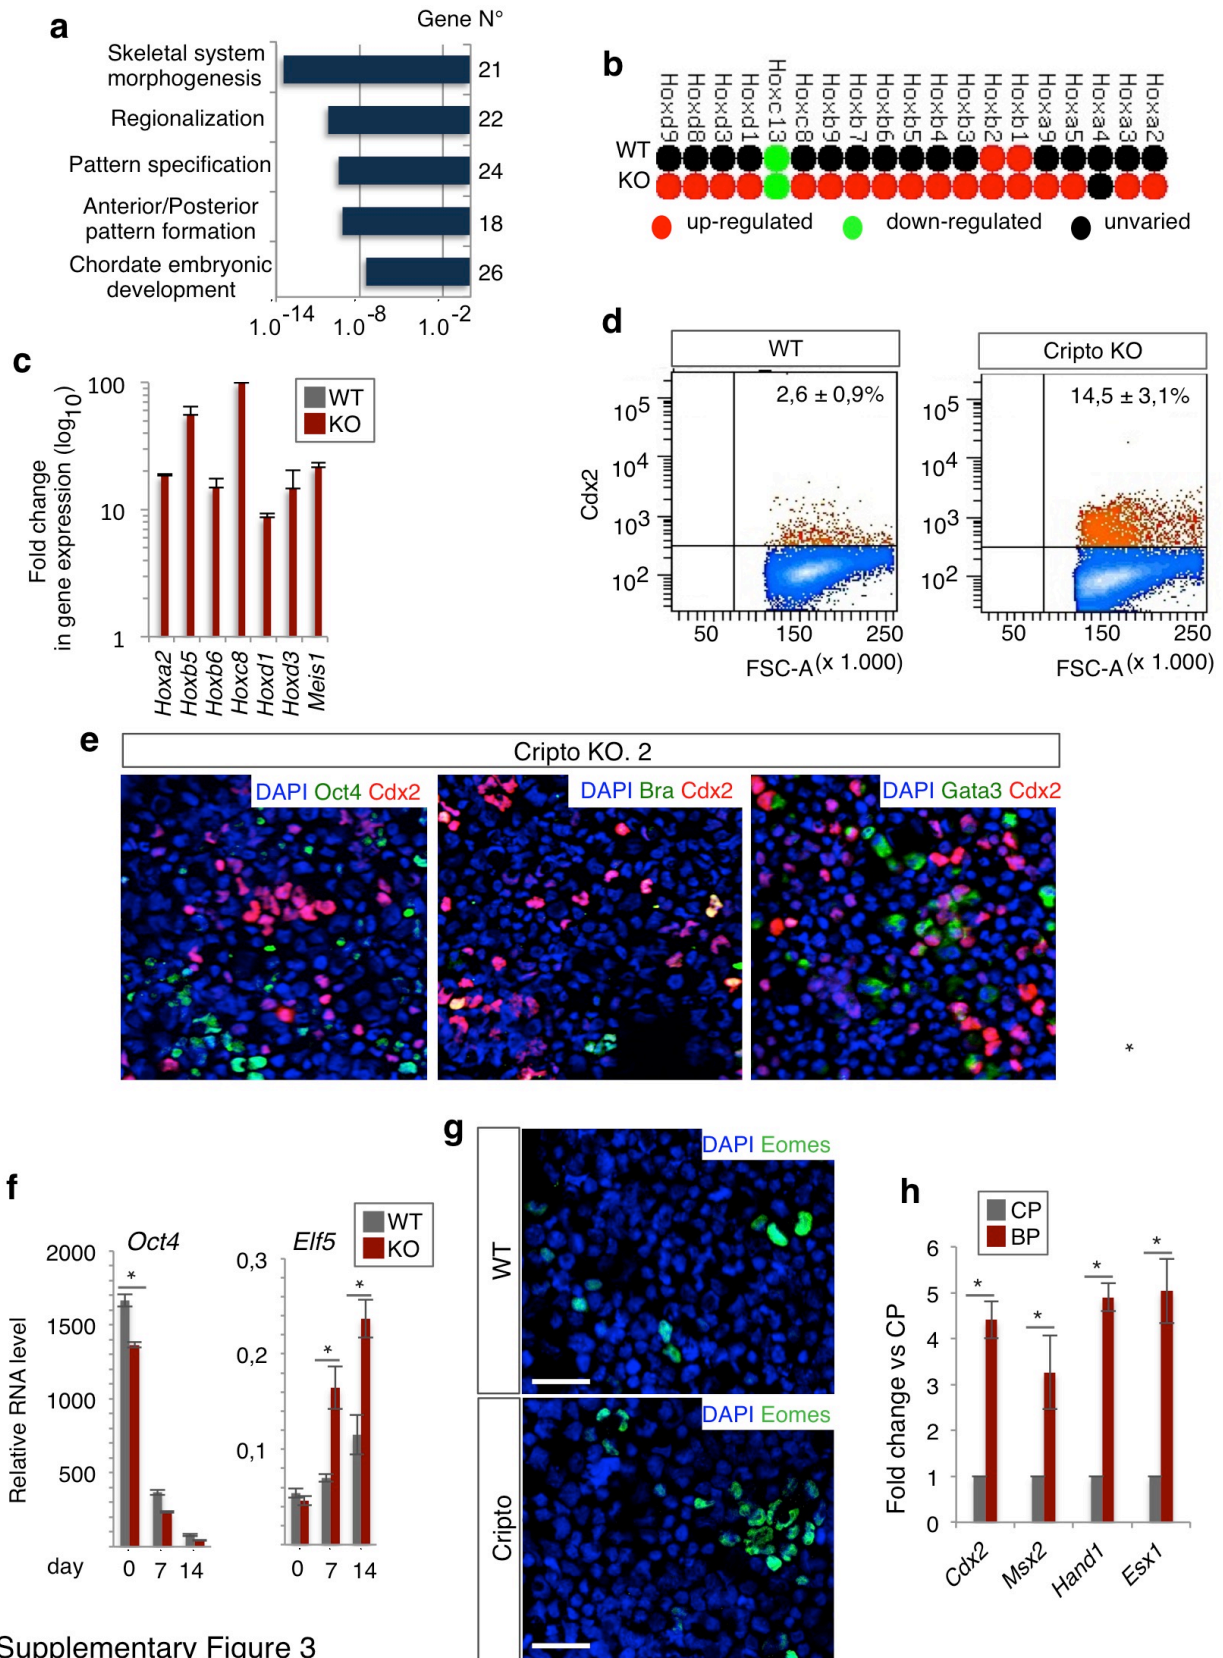 a
Gene N°
Skeletal system
morphogenesis
21
Regionalization
22
Pattern specification
24
Anterior/Posterior
pattern formation
18
Chordate embryonic
development
26
1.0-14 1.0-8 1.0-2
b
Hoxd9 Hoxd8 Hoxd3 Hoxd1 Hoxc13 Hoxc8 Hoxb9 Hoxb7 Hoxb6 Hoxb5 Hoxb4 Hoxb3 Hoxb2 Hoxb1 Hoxa9 Hoxa5 Hoxa4 Hoxa3 Hoxa2
WT
KO
up-regulated down-regulated unvaried
c
Fold change
in gene expression (log10)
100
10
1
WT
KO
Hoxa2 Hoxb5 Hoxb6 Hoxc8 Hoxd1 Hoxd3 Meis1
d
WT
Cripto KO
2,6 ± 0,9%
14,5 ± 3,1%
Cdx2
105
104
103
102
105
104
103
102
50 150 250
50 150 250
FSC-A (x 1.000)
FSC-A (x 1.000)
e
Cripto KO. 2
DAPI Oct4 Cdx2
DAPI Bra Cdx2
DAPI Gata3 Cdx2
*
f
WT
KO
Oct4
Relative RNA level
2000
1500
1000
500
*
day 0 7 14
Elf5
0,3
0,2
0,1
*
*
0 7 14
g
WT
DAPI Eomes
Cripto
DAPI Eomes
h
CP
BP
Fold change vs CP
6
5
4
3
2
1
0
* * * *
Cdx2 Msx2 Hand1 Esx1
Supplementary Figure 3